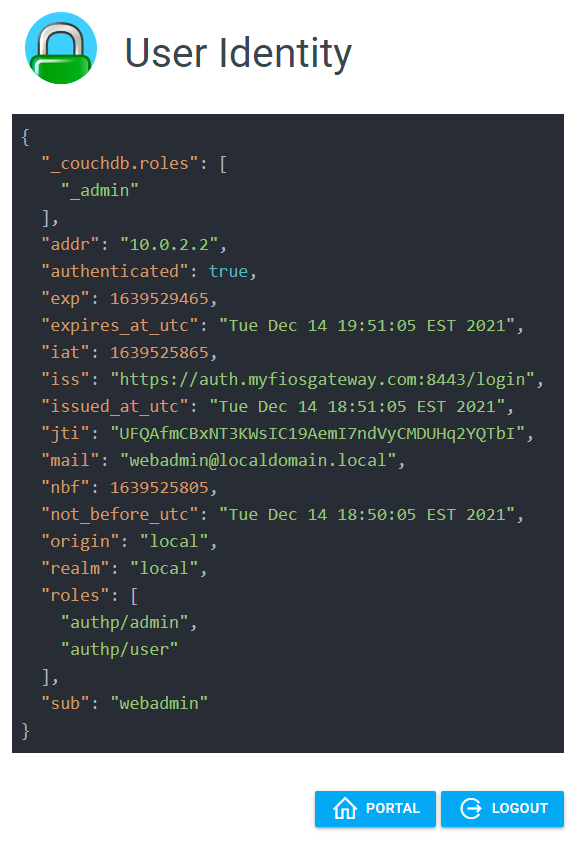 User Identity
{
"_couchdb.roles": [
"_admin"
],
"addr": "10.0.2.2",
"authenticated": true,
"exp": 1639529465,
"expires_at_utc": "Tue Dec 14 19:51:05 EST 2021",
"iat": 1639525865,
"iss": "https://auth.myfiosgateway.com:8443/login",
"issued_at_utc": "Tue Dec 14 18:51:05 EST 2021",
"jti": "UFQAfmCBxNT3KWsIC19AemI7ndVyCMDUHq2YQTbI",
"mail": "webadmin@localdomain.local",
"nbf": 1639525805,
"not_before_utc": "Tue Dec 14 18:50:05 EST 2021",
"origin": "local",
"realm": "local",
"roles": [
"authp/admin",
"authp/user"
],
"sub": "webadmin"
}
PORTAL LOGOUT